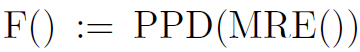 F() := PPD(MRE())